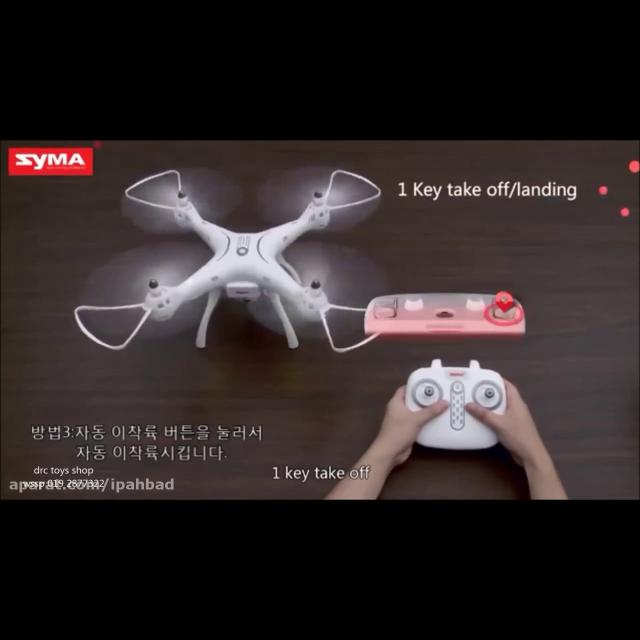 SYMA
1 Key take off/landing
방법3:자동 이착륙 버튼을 눌러서
자동 이착륙시킵니다.
1 key take off
drc toys shop
aparat.com/ipahbad